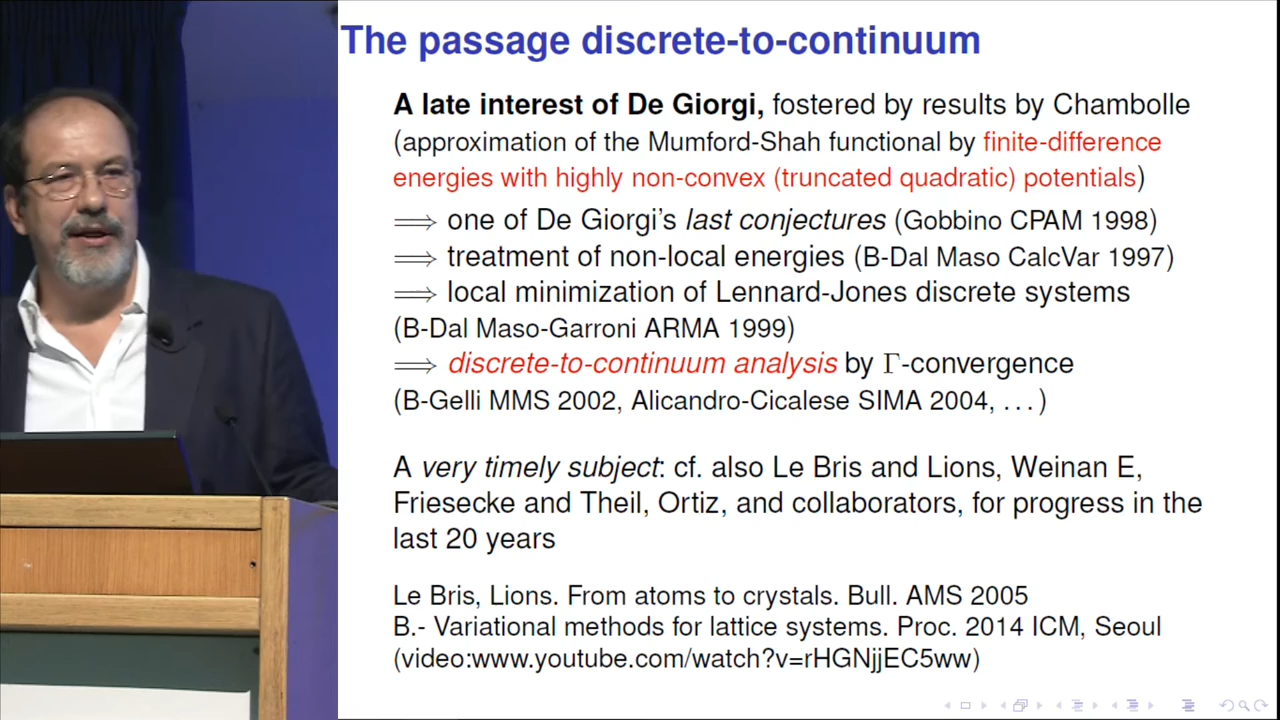 The passage discrete-to-continuum
A late interest of De Giorgi, fostered by results by Chambolle
(approximation of the Mumford-Shah functional by finite-difference
energies with highly non-convex (truncated quadratic) potentials)
⟹ one of De Giorgi's last conjectures (Gobbino CPAM 1998)
⟹ treatment of non-local energies (B-Dal Maso CalcVar 1997)
⟹ local minimization of Lennard-Jones discrete systems
(B-Dal Maso-Garroni ARMA 1999)
⟹ discrete-to-continuum analysis by Γ-convergence
(B-Gelli MMS 2002, Alicandro-Cicalese SIMA 2004, ...)
A very timely subject: cf. also Le Bris and Lions, Weinan E,
Friesecke and Theil, Ortiz, and collaborators, for progress in the
last 20 years
Le Bris, Lions. From atoms to crystals. Bull. AMS 2005
B.- Variational methods for lattice systems. Proc. 2014 ICM, Seoul
(video:www.youtube.com/watch?v=rHGNjjEC5ww)